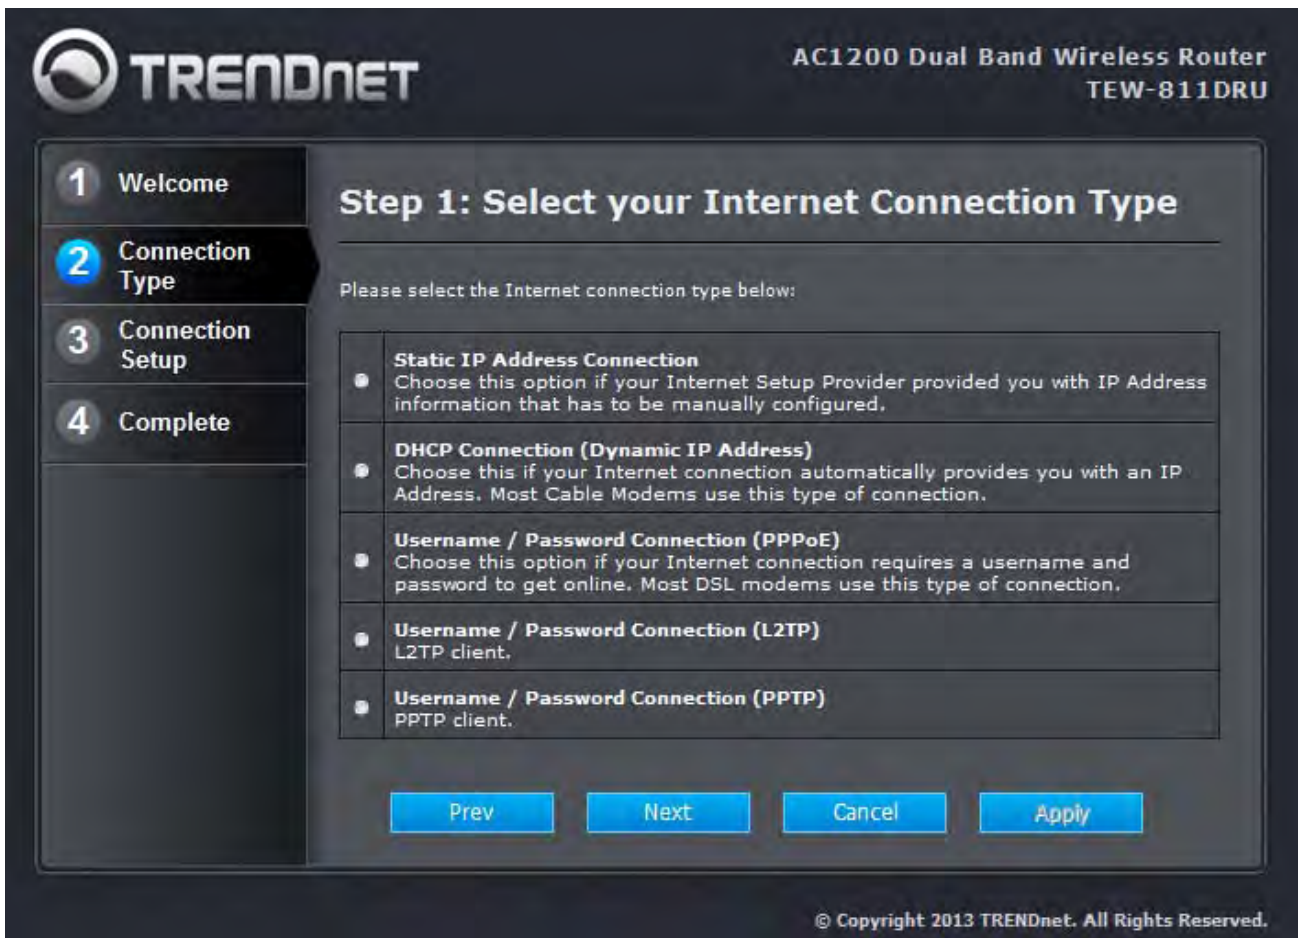 TRENDNET
AC1200 Dual Band Wireless Router
TEW-811DRU
1 Welcome
2 Connection
Type
3 Connection
Setup
4 Complete
Step 1: Select your Internet Connection Type
Please select the Internet connection type below:
Static IP Address Connection
Choose this option if your Internet Setup Provider provided you with IP Address
information that has to be manually configured.
DHCP Connection (Dynamic IP Address)
Choose this if your Internet connection automatically provides you with an IP
Address. Most Cable Modems use this type of connection.
Username / Password Connection (PPPoE)
Choose this option if your Internet connection requires a username and
password to get online. Most DSL modems use this type of connection.
Username / Password Connection (L2TP)
L2TP client.
Username / Password Connection (PPTP)
PPTP client.
Prev Next Cancel Apply
© Copyright 2013 TRENDnet. All Rights Reserved.